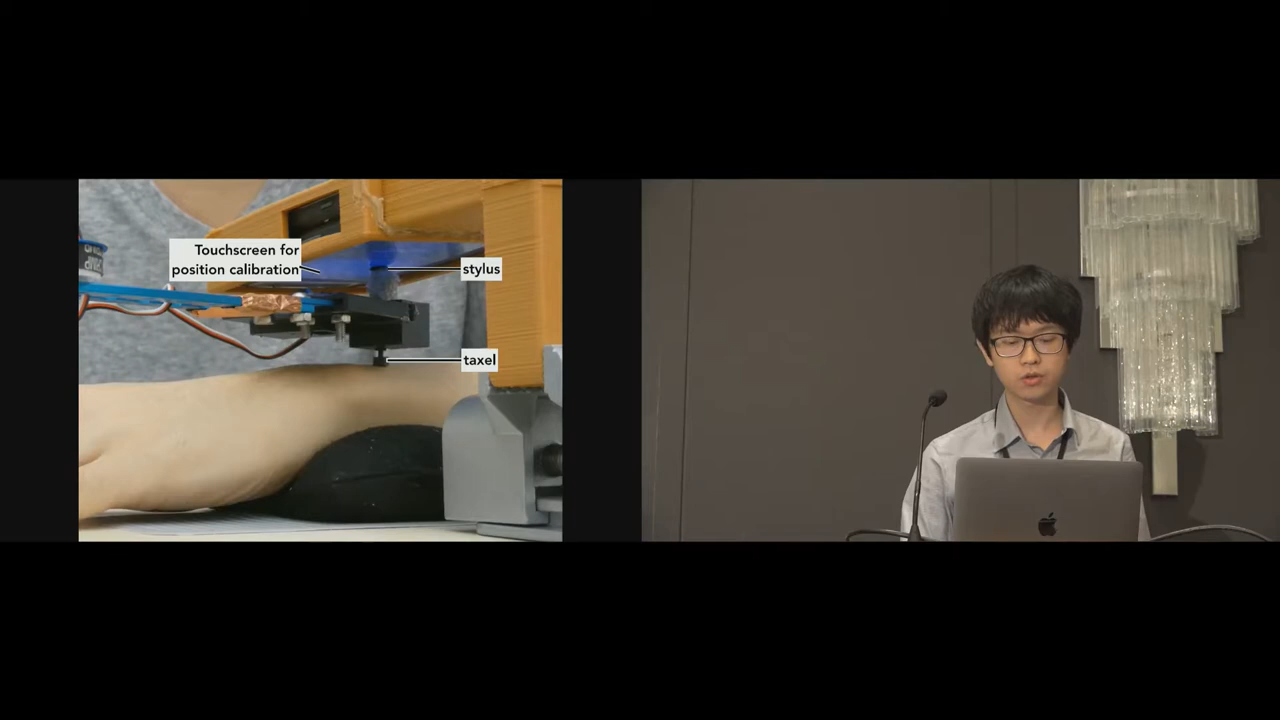 Touchscreen for
position calibration
stylus
taxel